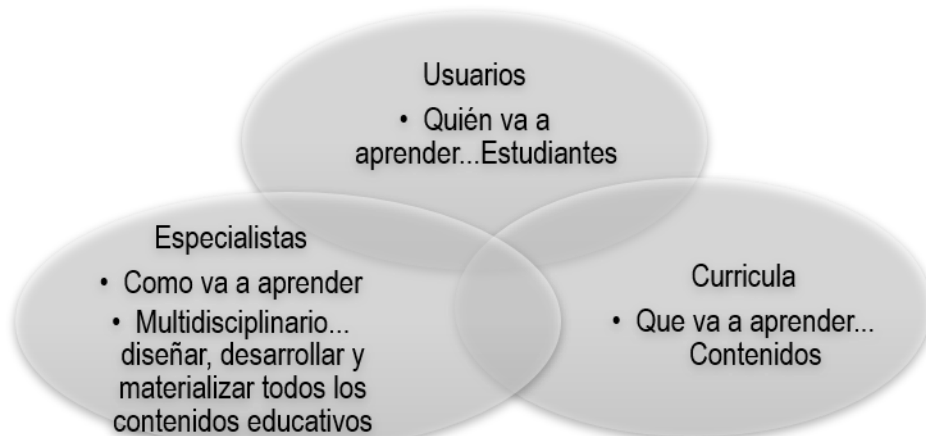 Usuarios
• Quién va a
aprender...Estudiantes
Especialistas
• Como va a aprender
• Multidisciplinario...
diseñar, desarrollar y
materializar todos los
contenidos educativos
Curricula
• Que va a aprender...
Contenidos